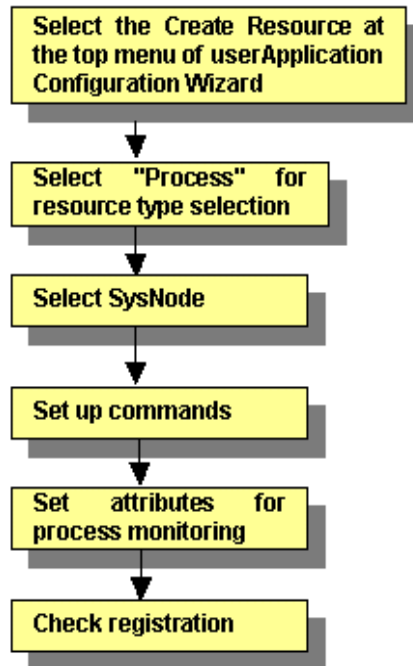 Select the Create Resource at
the top menu of userApplication
Configuration Wizard
Select "Process" for
resource type selection
Select SysNode
Set up commands
Set attributes for
process monitoring
Check registration